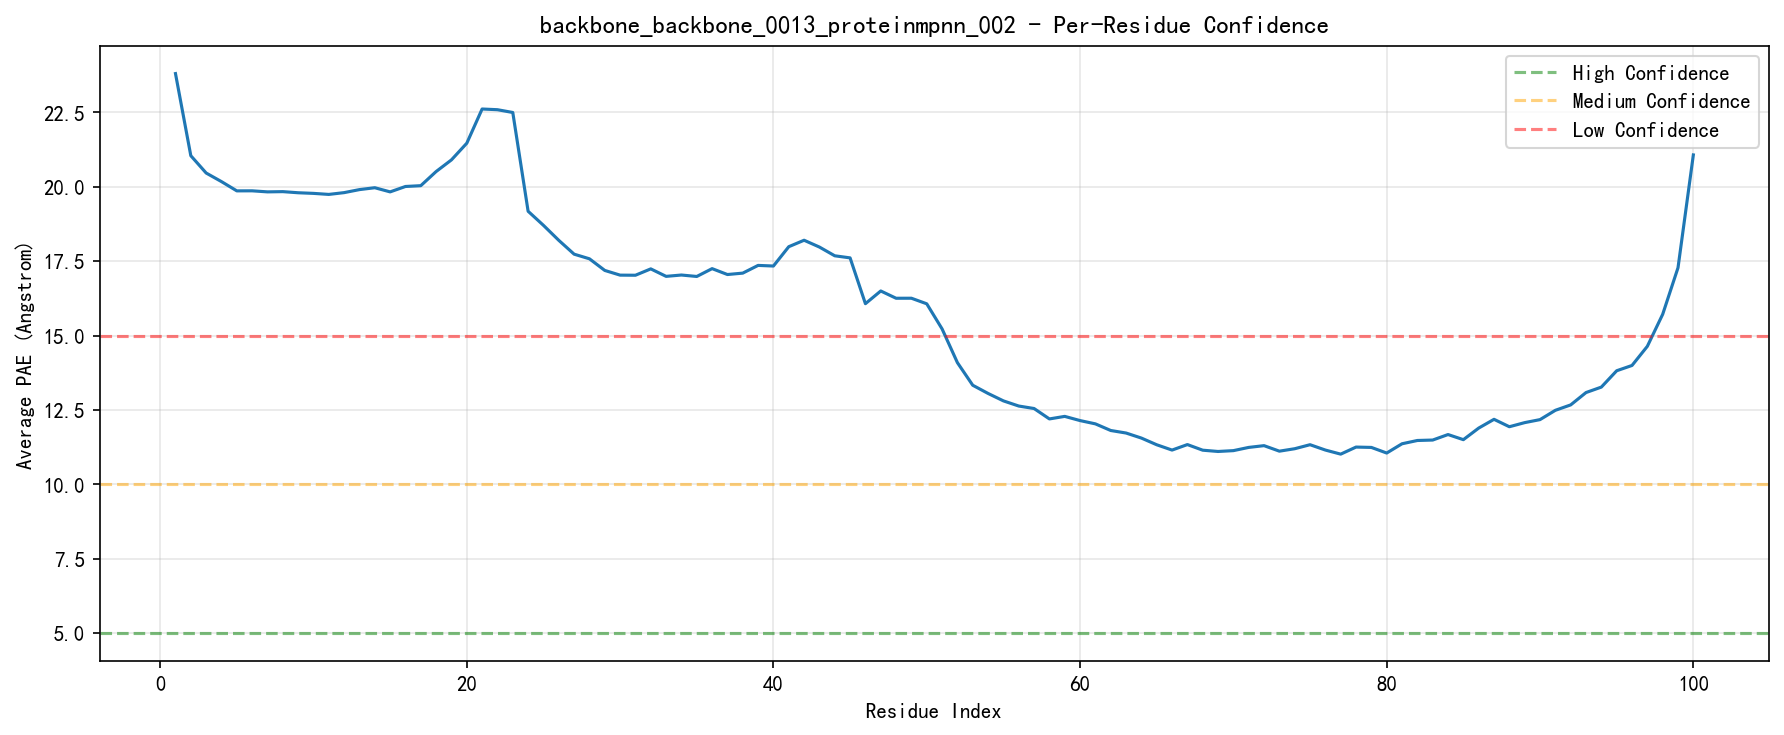 backbone_backbone_0013_proteinmpnn_002 - Per-Residue Confidence
High Confidence
Medium Confidence
Low Confidence
Average PAE (Angstrom)
22.5
20.0
17.5
15.0
12.5
10.0
7.5
5.0
0 20 40 60 80 100
Residue Index